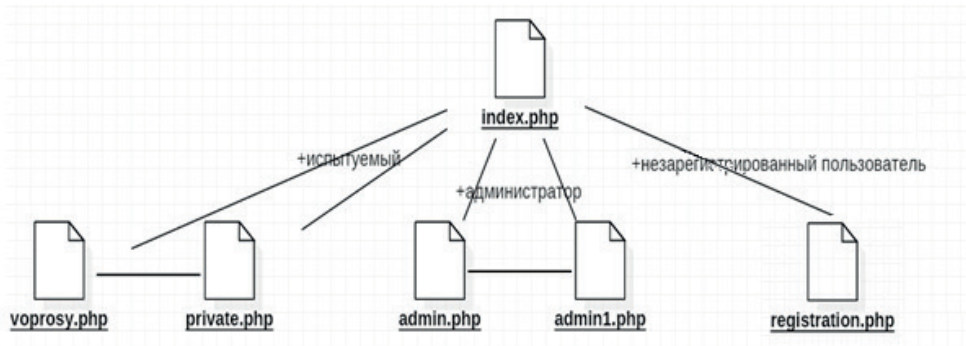 index.php
+испытуемый
+незарегистрированный пользователь
+администратор
voprosy.php
private.php
admin.php
admin1.php
registration.php